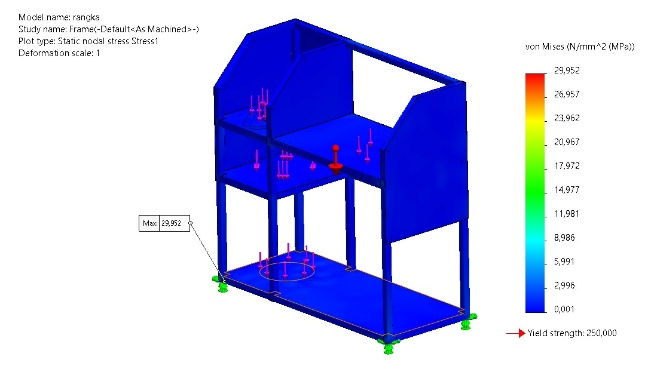 Model name: rangka
Study name: Frame(-Default<As Machined>-)
Plot type: Static nodal stress Stress1
Deformation scale: 1
von Mises (N/mm^2 (MPa))
29,952
26,957
23,962
20,967
17,972
14,977
11,981
8,986
5,991
2,996
0,001
Yield strength: 250,000
Max: 29,952